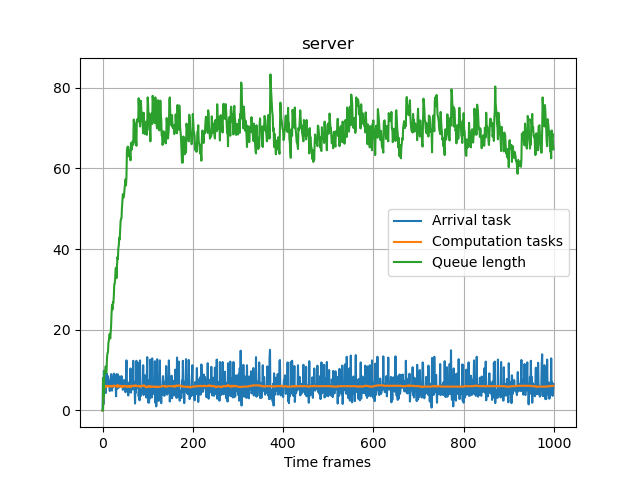 server
80
60
40
20
0
Arrival task
Computation tasks
Queue length
0 200 400 600 800 1000
Time frames